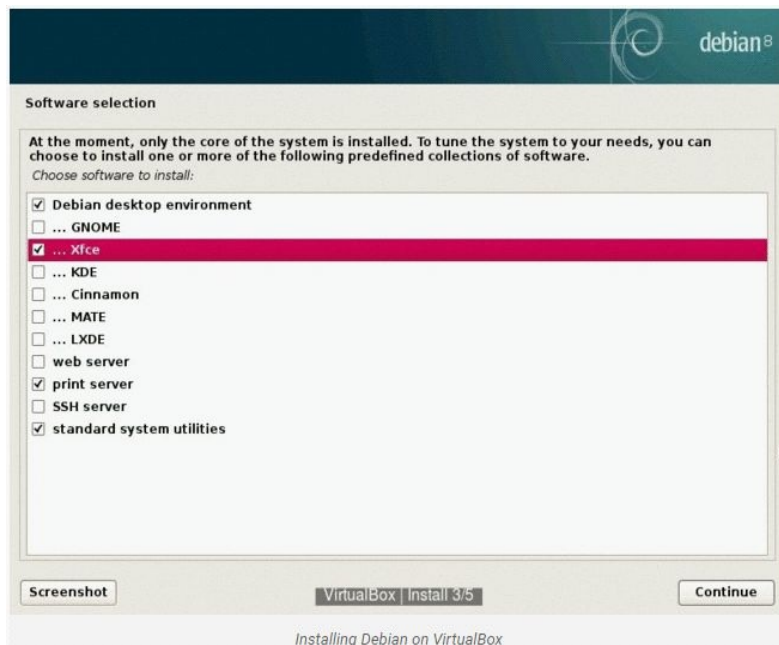 debian 8
Software selection
At the moment, only the core of the system is installed. To tune the system to your needs, you can
choose to install one or more of the following predefined collections of software.
Choose software to install:
Debian desktop environment
... GNOME
... Xfce
... KDE
... Cinnamon
... MATE
... LXDE
web server
print server
SSH server
standard system utilities
Screenshot
VirtualBox | Install 3/5
Continue
Installing Debian on VirtualBox